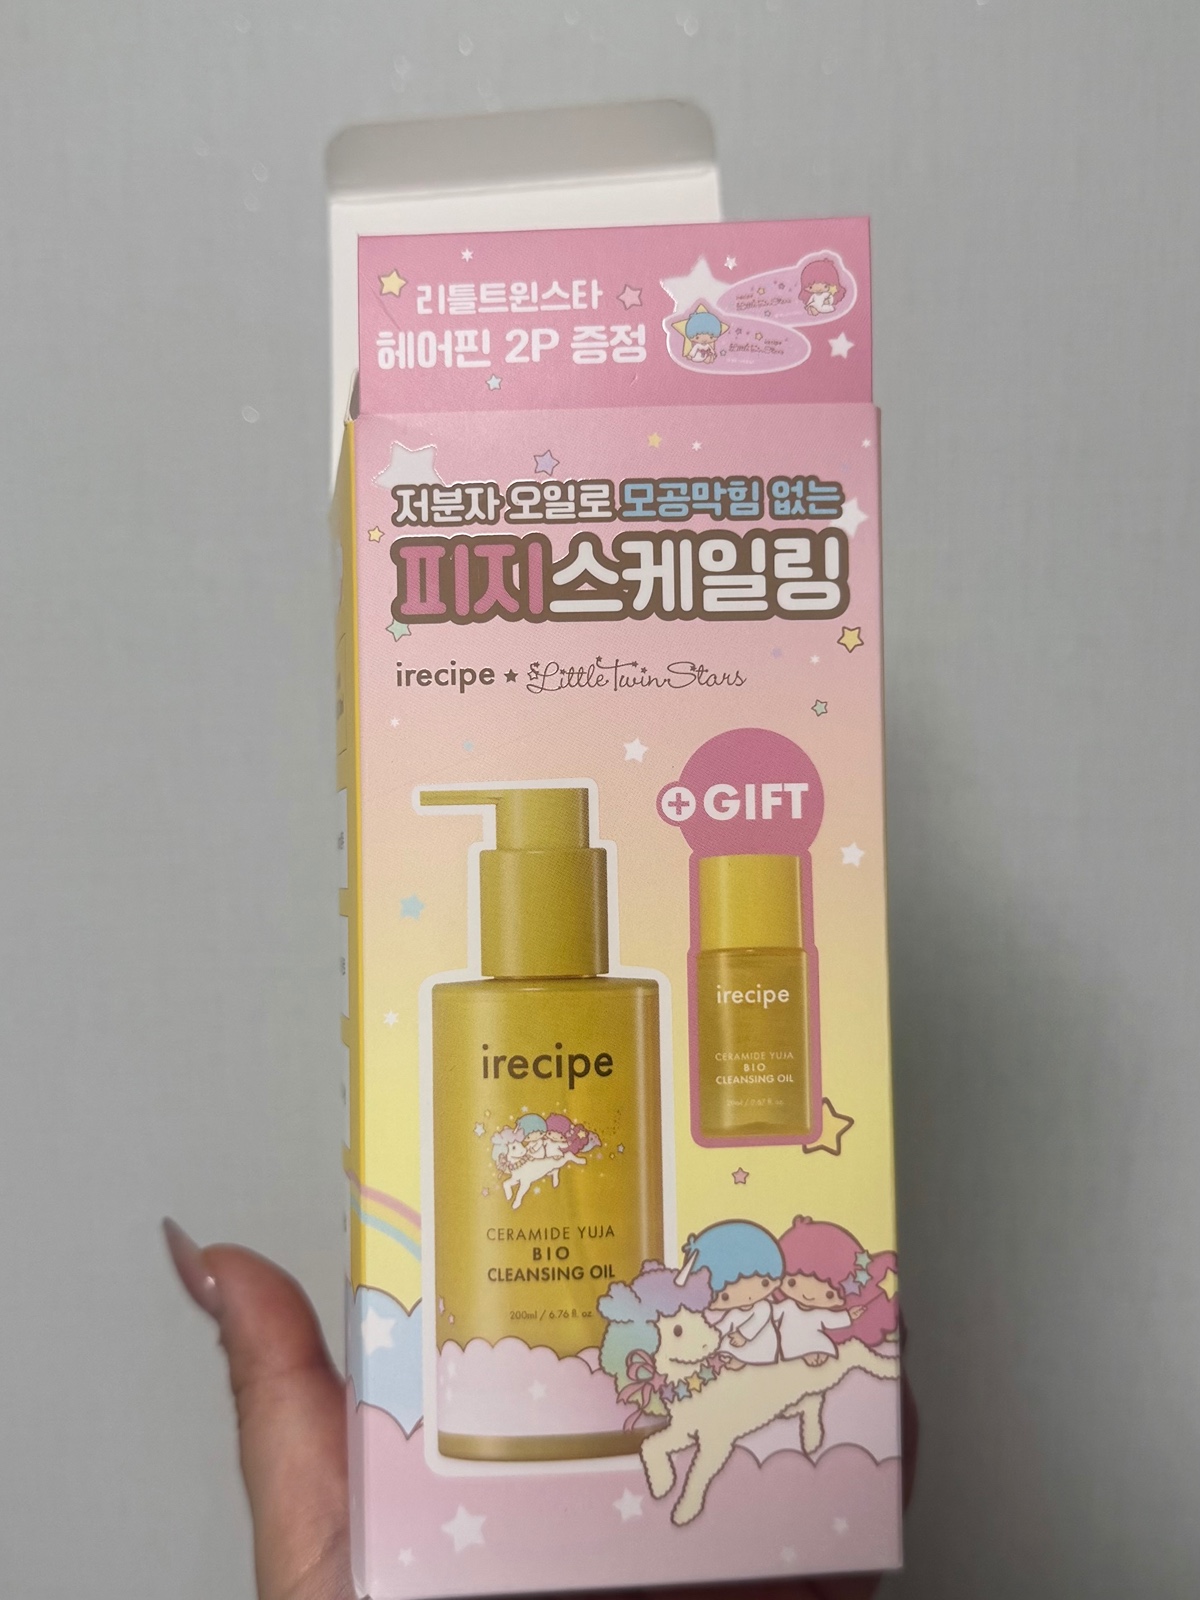 리틀트윈스타
헤어핀 2P 증정
저분자 오일로 모공막힘 없는
피지스케일링
irecipe ★ LittleTwinStars
+ GIFT
irecipe
CERAMIDE YUJA
BIO
CLEANSING OIL
irecipe
CERAMIDE YUJA
BIO
CLEANSING OIL
200ml / 6.76 fl. oz